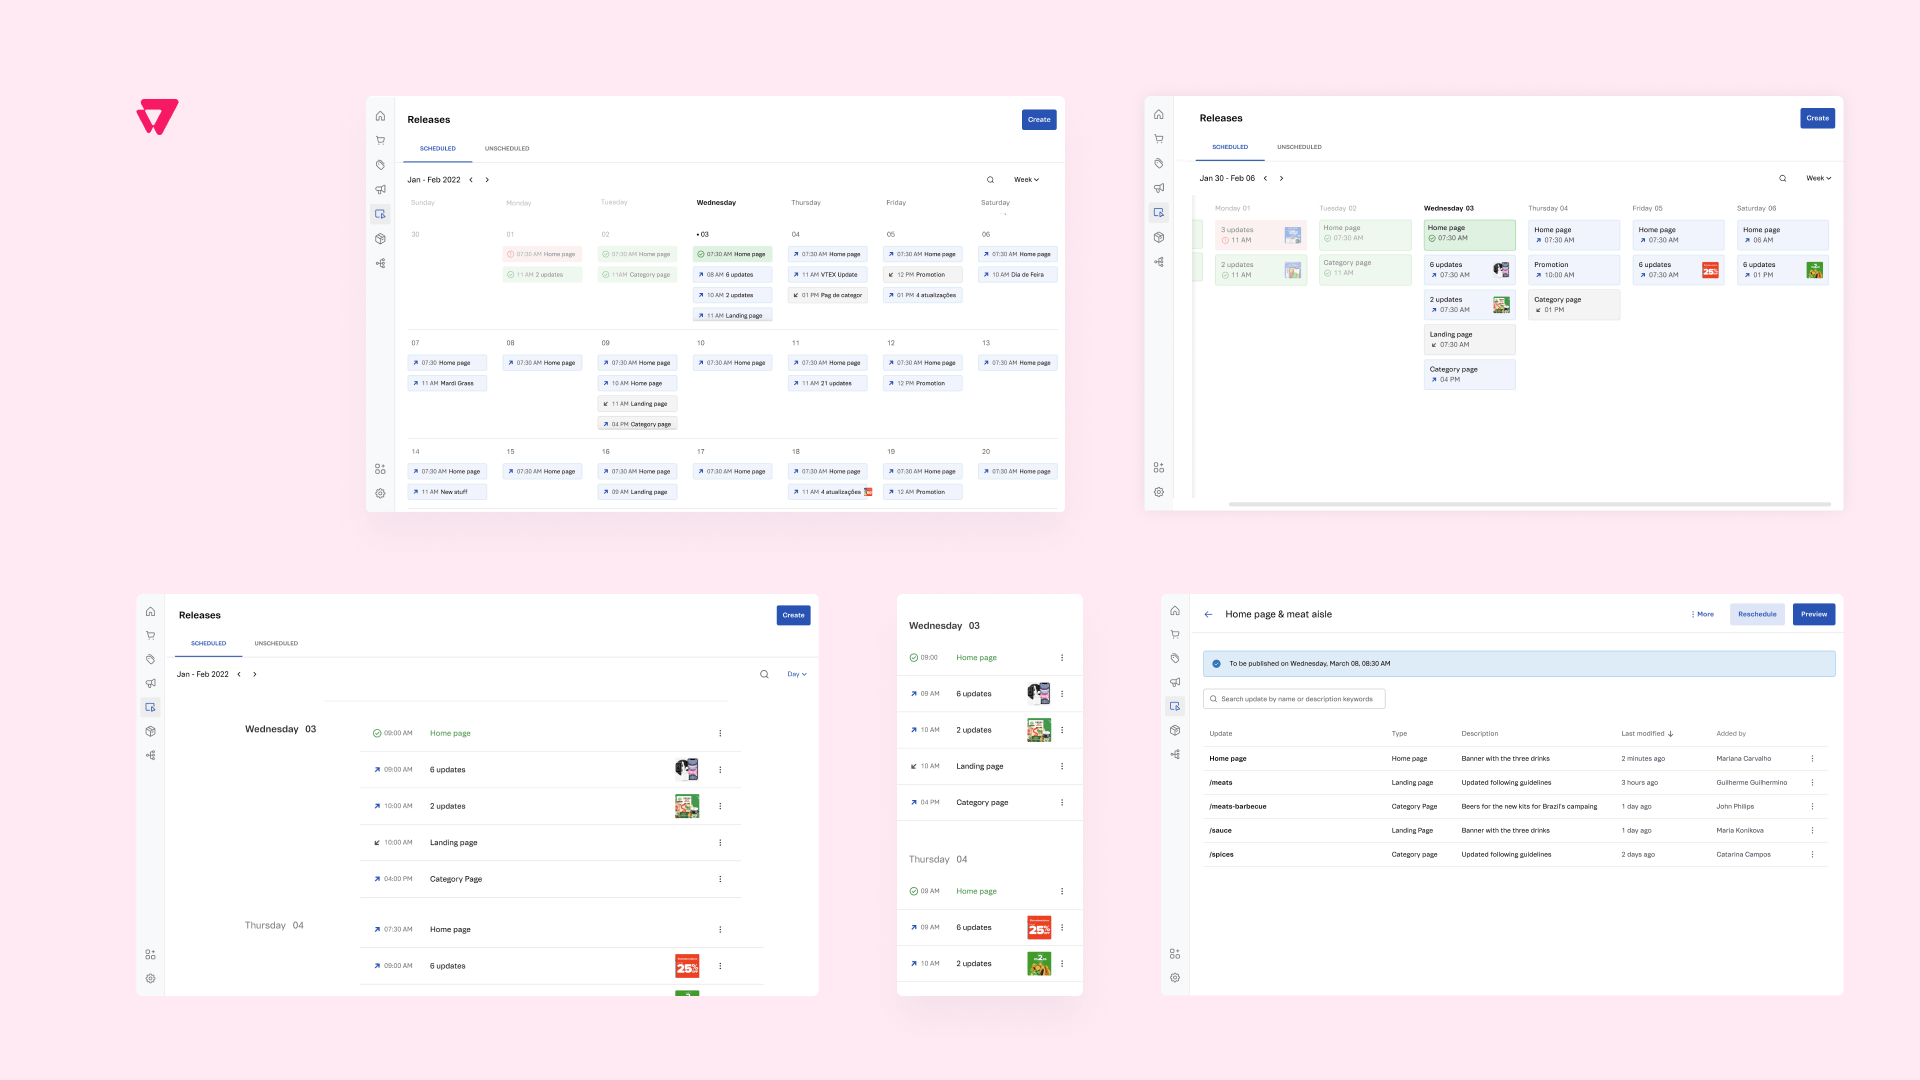 Releases
Create
SCHEDULED UNSCHEDULED
Jan - Feb 2022
Week
Sunday Monday Tuesday Wednesday Thursday Friday Saturday
30 01 02 • 03 04 05 06
07:30 AM Home page 07:30 AM Home page 07:30 AM Home page 07:30 AM Home page 07:30 AM Home page 07:30 AM Home page
11 AM 2 updates 11AM Category page 08 AM 6 updates 11 AM VTEX Update 12 PM Promotion 10 AM Dia de Feira
10 AM 2 updates 01 PM Pag de categor 01 PM 4 atualizações
11 AM Landing page
07 08 09 10 11 12 13
07:30 Home page 07:30 AM Home page 07:30 AM Home page 07:30 AM Home page 07:30 AM Home page 07:30 AM Home page 07:30 AM Home page
11 AM Mardi Grass 10 AM Home page 11 AM 21 updates 12 PM Promotion
11 AM Landing page
04 PM Category page
14 15 16 17 18 19 20
07:30 AM Home page 07:30 AM Home page 07:30 AM Home page 07:30 AM Home page 07:30 AM Home page 07:30 AM Home page 07:30 AM Home page
11 AM New stuff 09 AM Landing page 11 AM 4 atualizações 12 AM Promotion
Releases
Create
SCHEDULED UNSCHEDULED
Jan 30 - Feb 06
Week
Monday 01 Tuesday 02 Wednesday 03 Thursday 04 Friday 05 Saturday 06
3 updates Home page Home page Home page Home page Home page
11 AM 07:30 AM 07:30 AM 07:30 AM 07:30 AM 06 AM
2 updates Category page 6 updates Promotion 6 updates 6 updates
11 AM 11 AM 07:30 AM 10:00 AM 07:30 AM 25% 01 PM
2 updates Category page
07:30 AM 01 PM
Landing page
07:30 AM
Category page
04 PM
Releases
Create
SCHEDULED UNSCHEDULED
Jan - Feb 2022
Day
Wednesday 03
09:00 AM Home page
09:00 AM 6 updates
10:00 AM 2 updates
10:00 AM Landing page
04:00 PM Category Page
Thursday 04
07:30 AM Home page
09:00 AM 6 updates 25%
Wednesday 03
09:00 Home page
09 AM 6 updates
10 AM 2 updates
10 AM Landing page
04 PM Category page
Thursday 04
09 AM Home page
09 AM 6 updates 25%
10 AM 2 updates 2
Home page & meat aisle
More
Reschedule
Preview
To be published on Wednesday, March 08, 08:30 AM
Search update by name or description keywords
Update Type Description Last modified Added by
Home page Home page Banner with the three drinks 2 minutes ago Mariana Carvalho
/meats Landing page Updated following guidelines 3 hours ago Guilherme Guilhermino
/meats-barbecue Category Page Beers for the new kits for Brazil's campaing 1 day ago John Philips
/sauce Landing Page Banner with the three drinks 1 day ago Maria Konikova
/spices Category page Updated following guidelines 2 days ago Catarina Campos